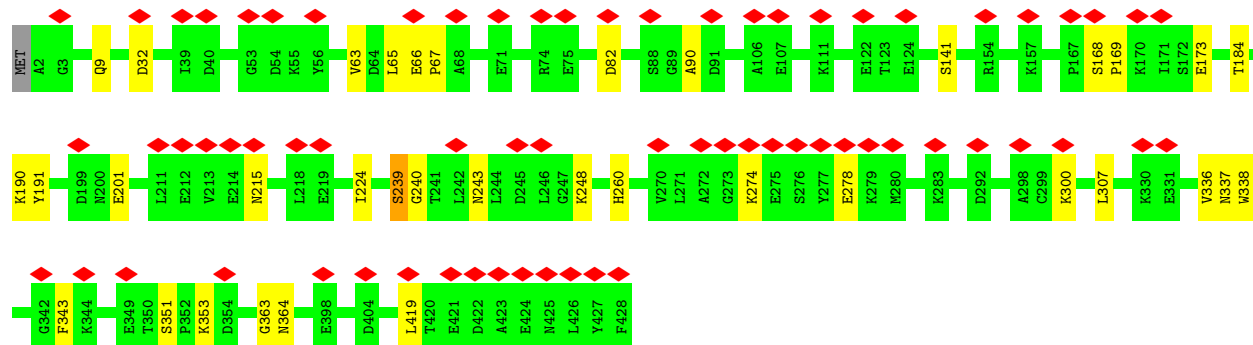 MET A2 G3 Q9 D32 I39 D40 G53 D54 K55 Y56 V63 D64 L65 E66 P67 A68 E71 R74 E75 D82 S88 G89 A90 D91 A106 E107 K111 E122 T123 E124 S141 R154 K157 P167 S168 P169 K170 I171 S172 E173 T184
K190 Y191 D199 N200 E201 L211 E212 V213 E214 N215 L218 E219 I224 S239 G240 T241 L242 N243 L244 D245 L246 G247 K248 H260 V270 L271 A272 G273 K274 E275 S276 Y277 E278 K279 M280 K283 D292 A298 C299 K300 L307 K330 E331 V336 N337 W338
G342 F343 K344 E349 T350 S351 P352 K353 D354 G363 N364 E398 D404 L419 T420 E421 D422 A423 E424 N425 L426 Y427 F428